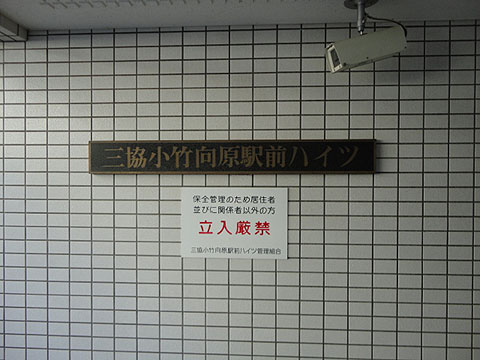 三協小竹向原駅前ハイツ
保全管理のため居住者
並びに関係者以外の方
立入厳禁
三協小竹向原駅前ハイツ管理組合